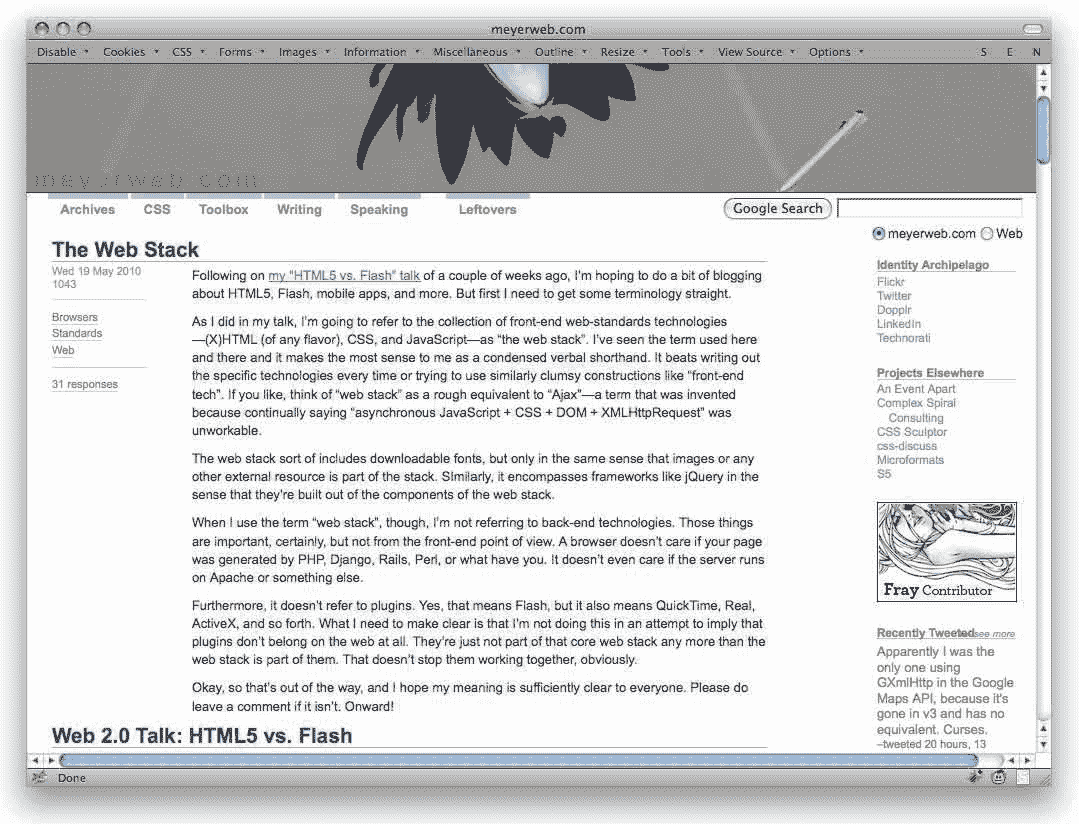 meyerweb.com
Disable Cookies CSS Forms Images Information Miscellaneous Outline Resize Tools View Source Options S E N
meyerweb.com
Archives CSS Toolbox Writing Speaking Leftovers Google Search
meyerweb.com Web
The Web Stack
Wed 19 May 2010
1043
Browsers
Standards
Web
31 responses
Following on my “HTML5 vs. Flash” talk of a couple of weeks ago, I’m hoping to do a bit of blogging
about HTML5, Flash, mobile apps, and more. But first I need to get some terminology straight.
As I did in my talk, I’m going to refer to the collection of front-end web-standards technologies
—(X)HTML (of any flavor), CSS, and JavaScript—as “the web stack”. I’ve seen the term used here
and there and it makes the most sense to me as a condensed verbal shorthand. It beats writing out
the specific technologies every time or trying to use similarly clumsy constructions like “front-end
tech”. If you like, think of “web stack” as a rough equivalent to “Ajax”—a term that was invented
because continually saying “asynchronous JavaScript + CSS + DOM + XMLHttpRequest” was
unworkable.
The web stack sort of includes downloadable fonts, but only in the same sense that images or any
other external resource is part of the stack. SImilarly, it encompasses frameworks like jQuery in the
sense that they’re built out of the components of the web stack.
When I use the term “web stack”, though, I’m not referring to back-end technologies. Those things
are important, certainly, but not from the front-end point of view. A browser doesn’t care if your page
was generated by PHP, Django, Rails, Perl, or what have you. It doesn’t even care if the server runs
on Apache or something else.
Furthermore, it doesn’t refer to plugins. Yes, that means Flash, but it also means QuickTime, Real,
ActiveX, and so forth. What I need to make clear is that I’m not doing this in an attempt to imply that
plugins don’t belong on the web at all. They’re just not part of that core web stack any more than the
web stack is part of them. That doesn’t stop them working together, obviously.
Okay, so that’s out of the way, and I hope my meaning is sufficiently clear to everyone. Please do
leave a comment if it isn’t. Onward!
Web 2.0 Talk: HTML5 vs. Flash
Identity Archipelago
Flickr
Twitter
Dopplr
LinkedIn
Technorati
Projects Elsewhere
An Event Apart
Complex Spiral
Consulting
CSS Sculptor
css-discuss
Microformats
S5
Fray Contributor
Recently Tweeted see more
Apparently I was the
only one using
GXmlHttp in the Google
Maps API, because it's
gone in v3 and has no
equivalent. Curses.
–tweeted 20 hours, 13
Done